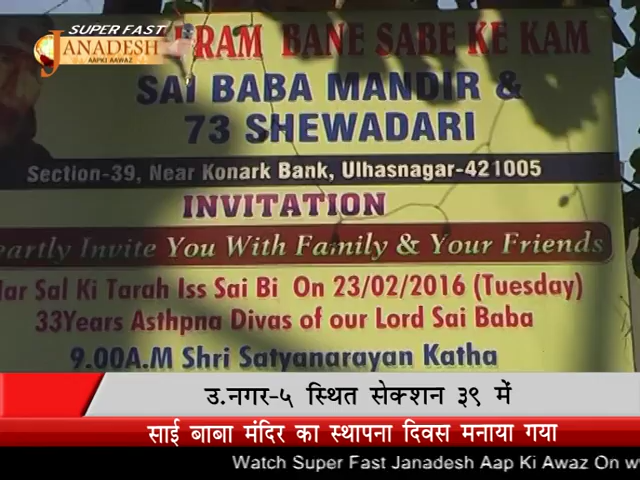 SUPER FAST
JANADESH
AAPKI AAWAZ
RAM BANE SABE KE KAM
SAI BABA MANDIR &
73 SHEWADARI
Section-39, Near Konark Bank, Ulhasnagar-421005
INVITATION
Invite You With Family & Your Friends
Sal Ki Tarah Iss Sai Bi On 23/02/2016 (Tuesday)
33Years Asthpna Divas of our Lord Sai Baba
9.00A.M Shri Satyanarayan Katha
उ.नगर-५ स्थित सेक्शन ३९ में
साई बाबा मंदिर का स्थापना दिवस मनाया गया
Watch Super Fast Janadesh Aap Ki Awaz On